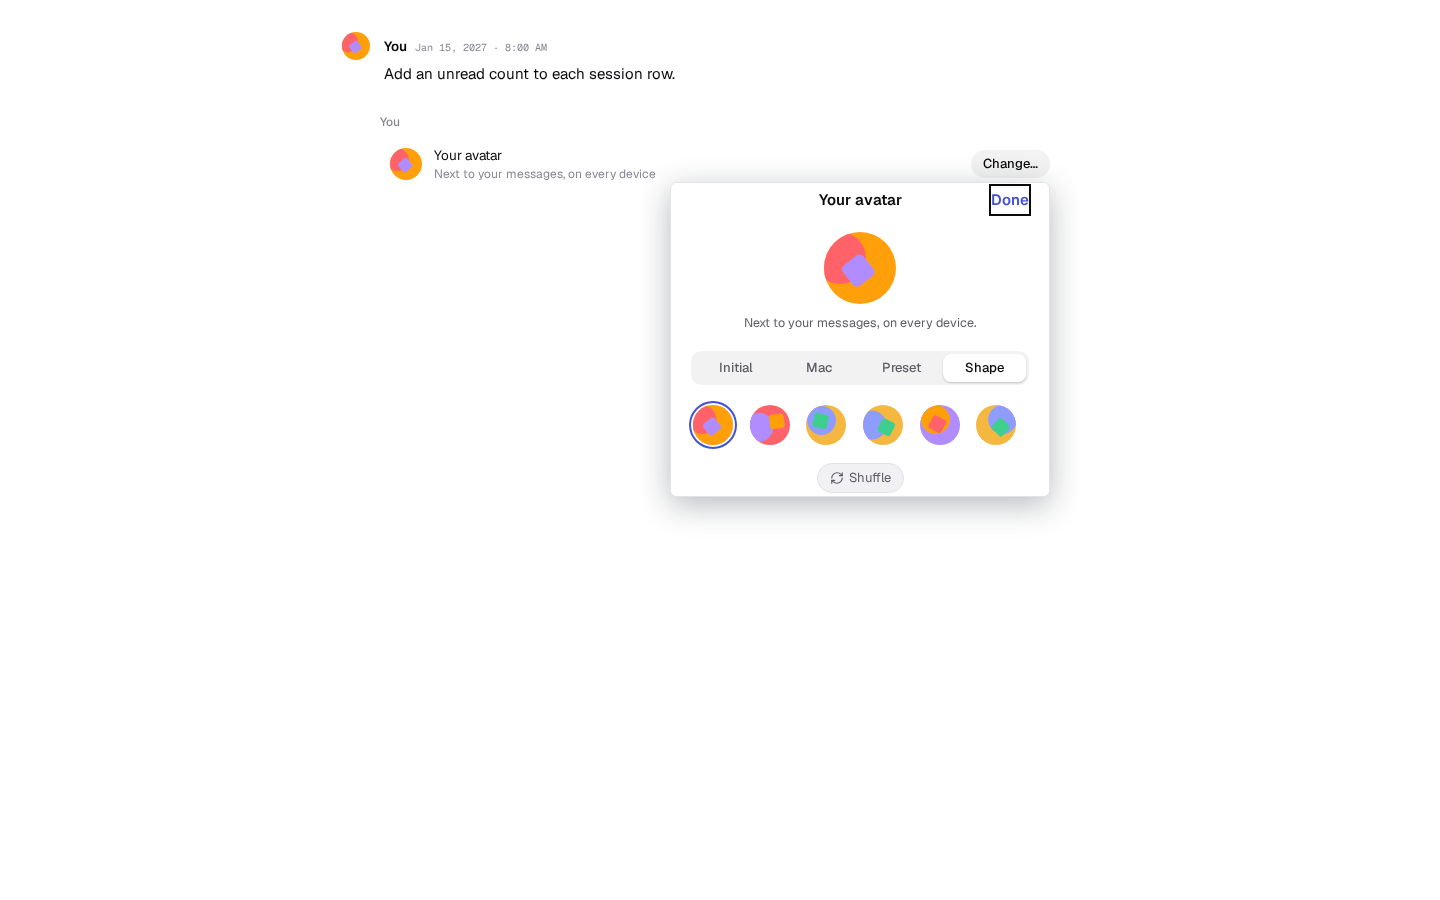 You Jan 15, 2027 · 8:00 AM
Add an unread count to each session row.
You
Your avatar
Next to your messages, on every device
Change…
Your avatar
Done
Next to your messages, on every device.
Initial
Mac
Preset
Shape
Shuffle